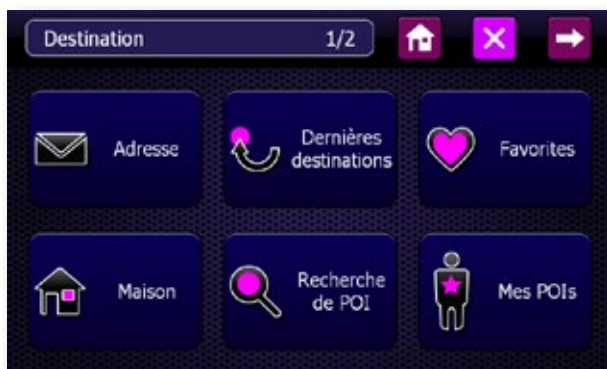 Destination 1/2
Adresse
Dernières
destinations
Favorites
Maison
Recherche
de POI
Mes POIs